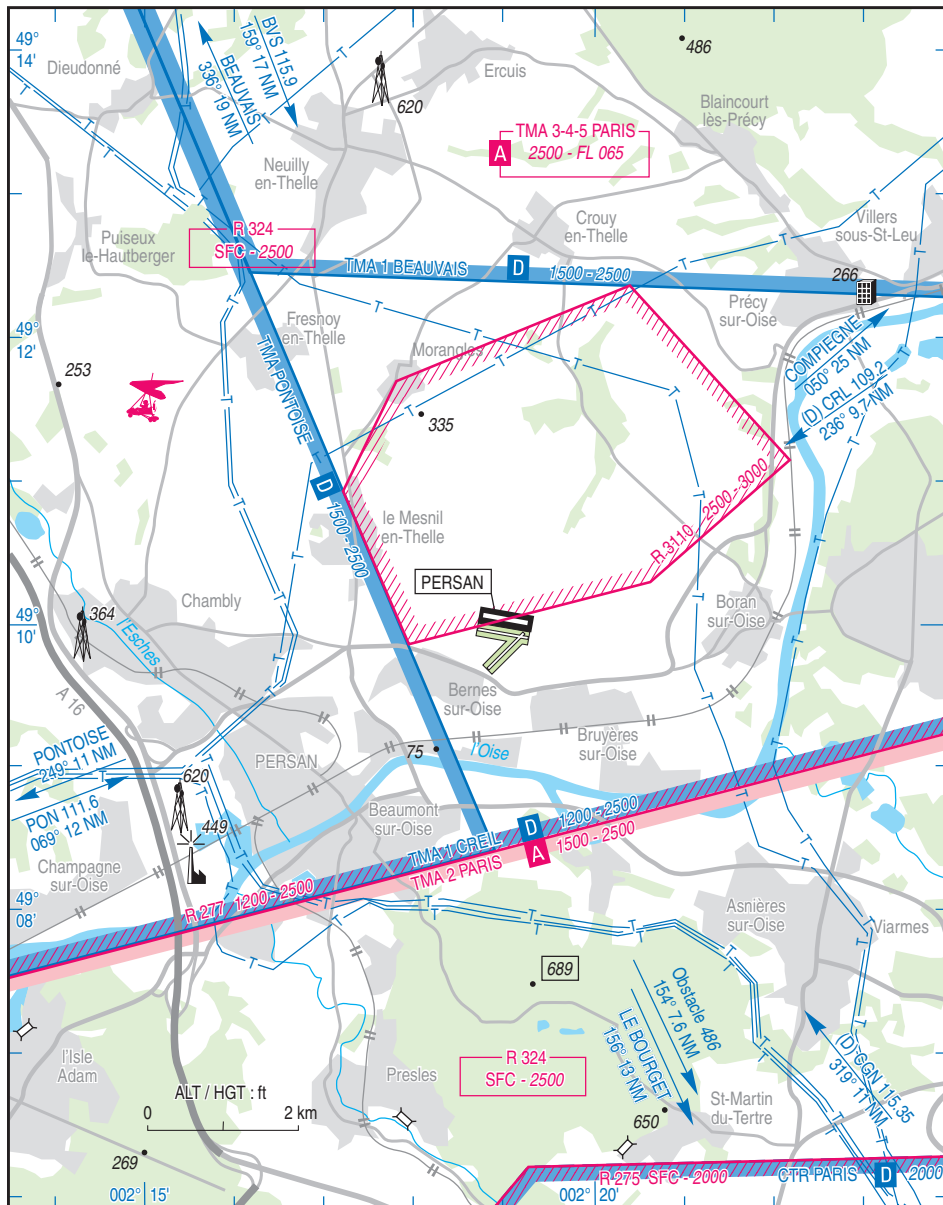 49°
14'
Dieudonné
BVS 115.9
159° 17 NM
BEAUVAIS
336° 19 NM
620
Ercuis
486
Blaincourt
lès-Précy
TMA 3-4-5 PARIS
A 2500 - FL 065
Neuilly
en-Thelle
Puiseux
le-Hautberger
R 324
SFC - 2500
Crouy
en-Thelle
Villers
sous-St-Leu
TMA 1 BEAUVAIS D 1500 - 2500
266
Précy
sur-Oise
49°
12'
Fresnoy
en-Thelle
Morangles
COMPIEGNE
050° 25 NM
(D) CRL 109.2
236° 9.7 NM
253
335
TMA PONTOISE D 1500 - 2500
le Mesnil
en-Thelle
R 3110 2500 - 3000
PERSAN
Chambly
364
l'Esches
49°
10'
Boran
sur-Oise
A 16
Bernes
sur-Oise
Bruyères
sur-Oise
75
l'Oise
PONTOISE
249° 11 NM
PON 111.6
069° 12 NM
PERSAN
620
449
Beaumont
sur-Oise
Champagne
sur-Oise
TMA 1 CREIL D 1200 - 2500
TMA 2 PARIS A 1500 - 2500
R 277 1200 - 2500
49°
08'
Asnières
sur-Oise
Viarmes
689
Obstacle 486
154° 7.6 NM
LE BOURGET
156° 13 NM
(D) CGN 115.35
319° 11 NM
l'Isle
Adam
Presles
R 324
SFC - 2500
St-Martin
du-Tertre
650
ALT / HGT : ft
0 2 km
269
R 275 SFC - 2000
CTR PARIS D 2000
002° 15'
002° 20'
T T T T T T T T T T T T T T T T T T T T T T T T T T T T T T T T T T T T T T T T